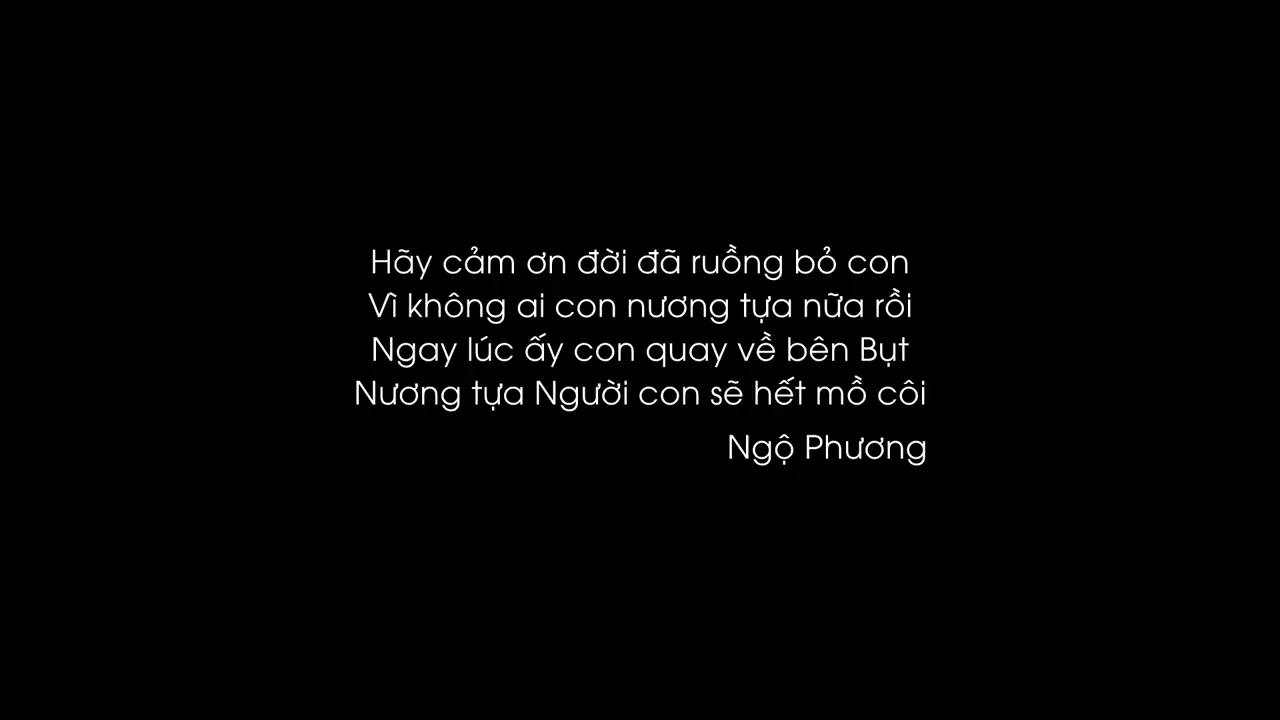 Hãy cảm ơn đời đã ruồng bỏ con
Vì không ai con nương tựa nữa rồi
Ngay lúc ấy con quay về bên Bụt
Nương tựa Người con sẽ hết mồ côi
Ngộ Phương